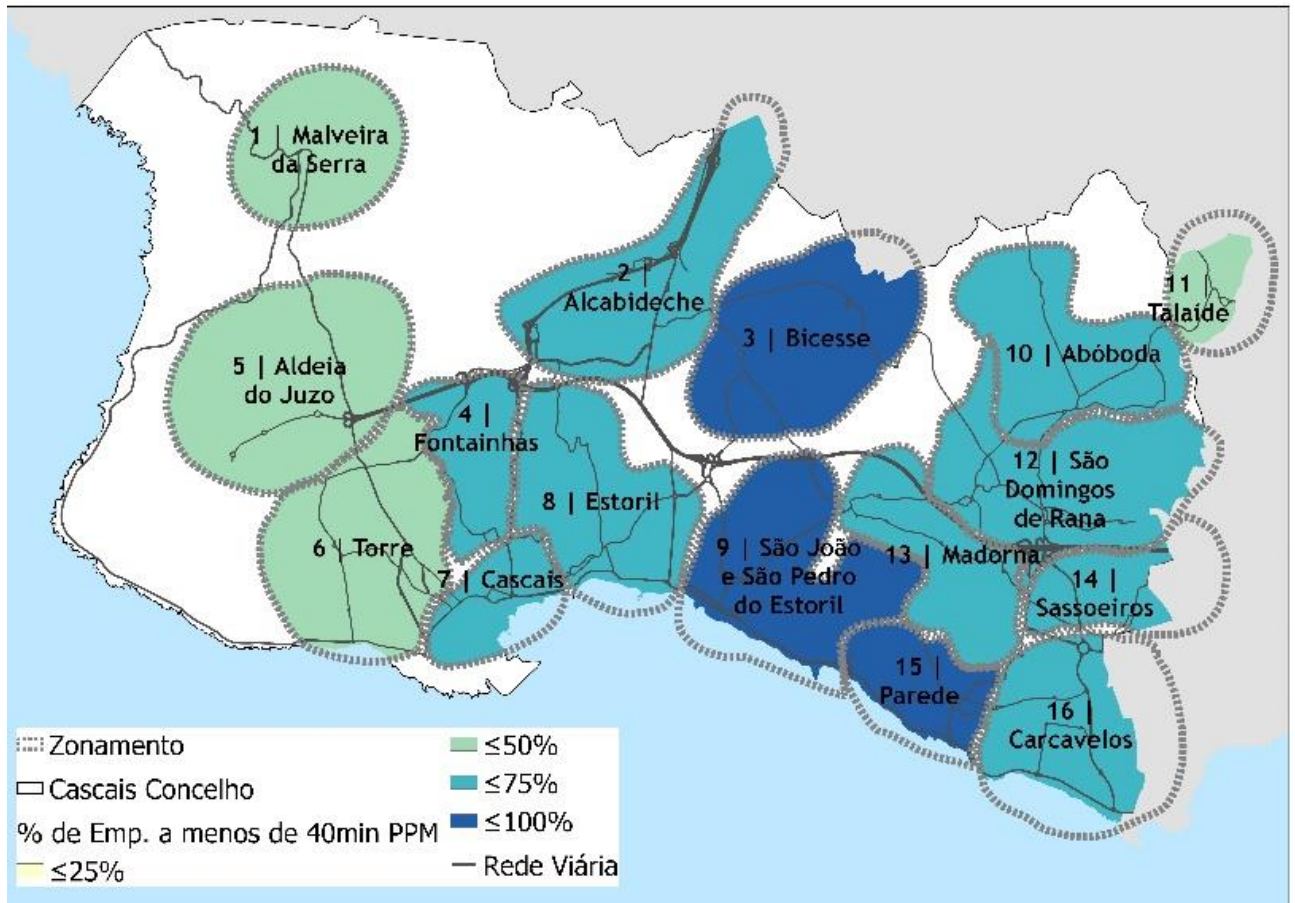 1 | Malveira
da Serra
2 |
Alcabideche
3 | Bicesse
11 |
Talaíde
10 | Abóboda
5 | Aldeia
do Juzo
4 |
Fontainhas
12 | São
Domingos
de Rana
8 | Estoril
6 | Torre
9 | São João
e São Pedro
do Estoril
13 | Madorna
7 | Cascais
14 |
Sassoeiros
15 |
Parede
16 |
Carcavelos
Zonamento
Cascais Concelho
% de Emp. a menos de 40min PPM
≤25%
≤50%
≤75%
≤100%
Rede Viária